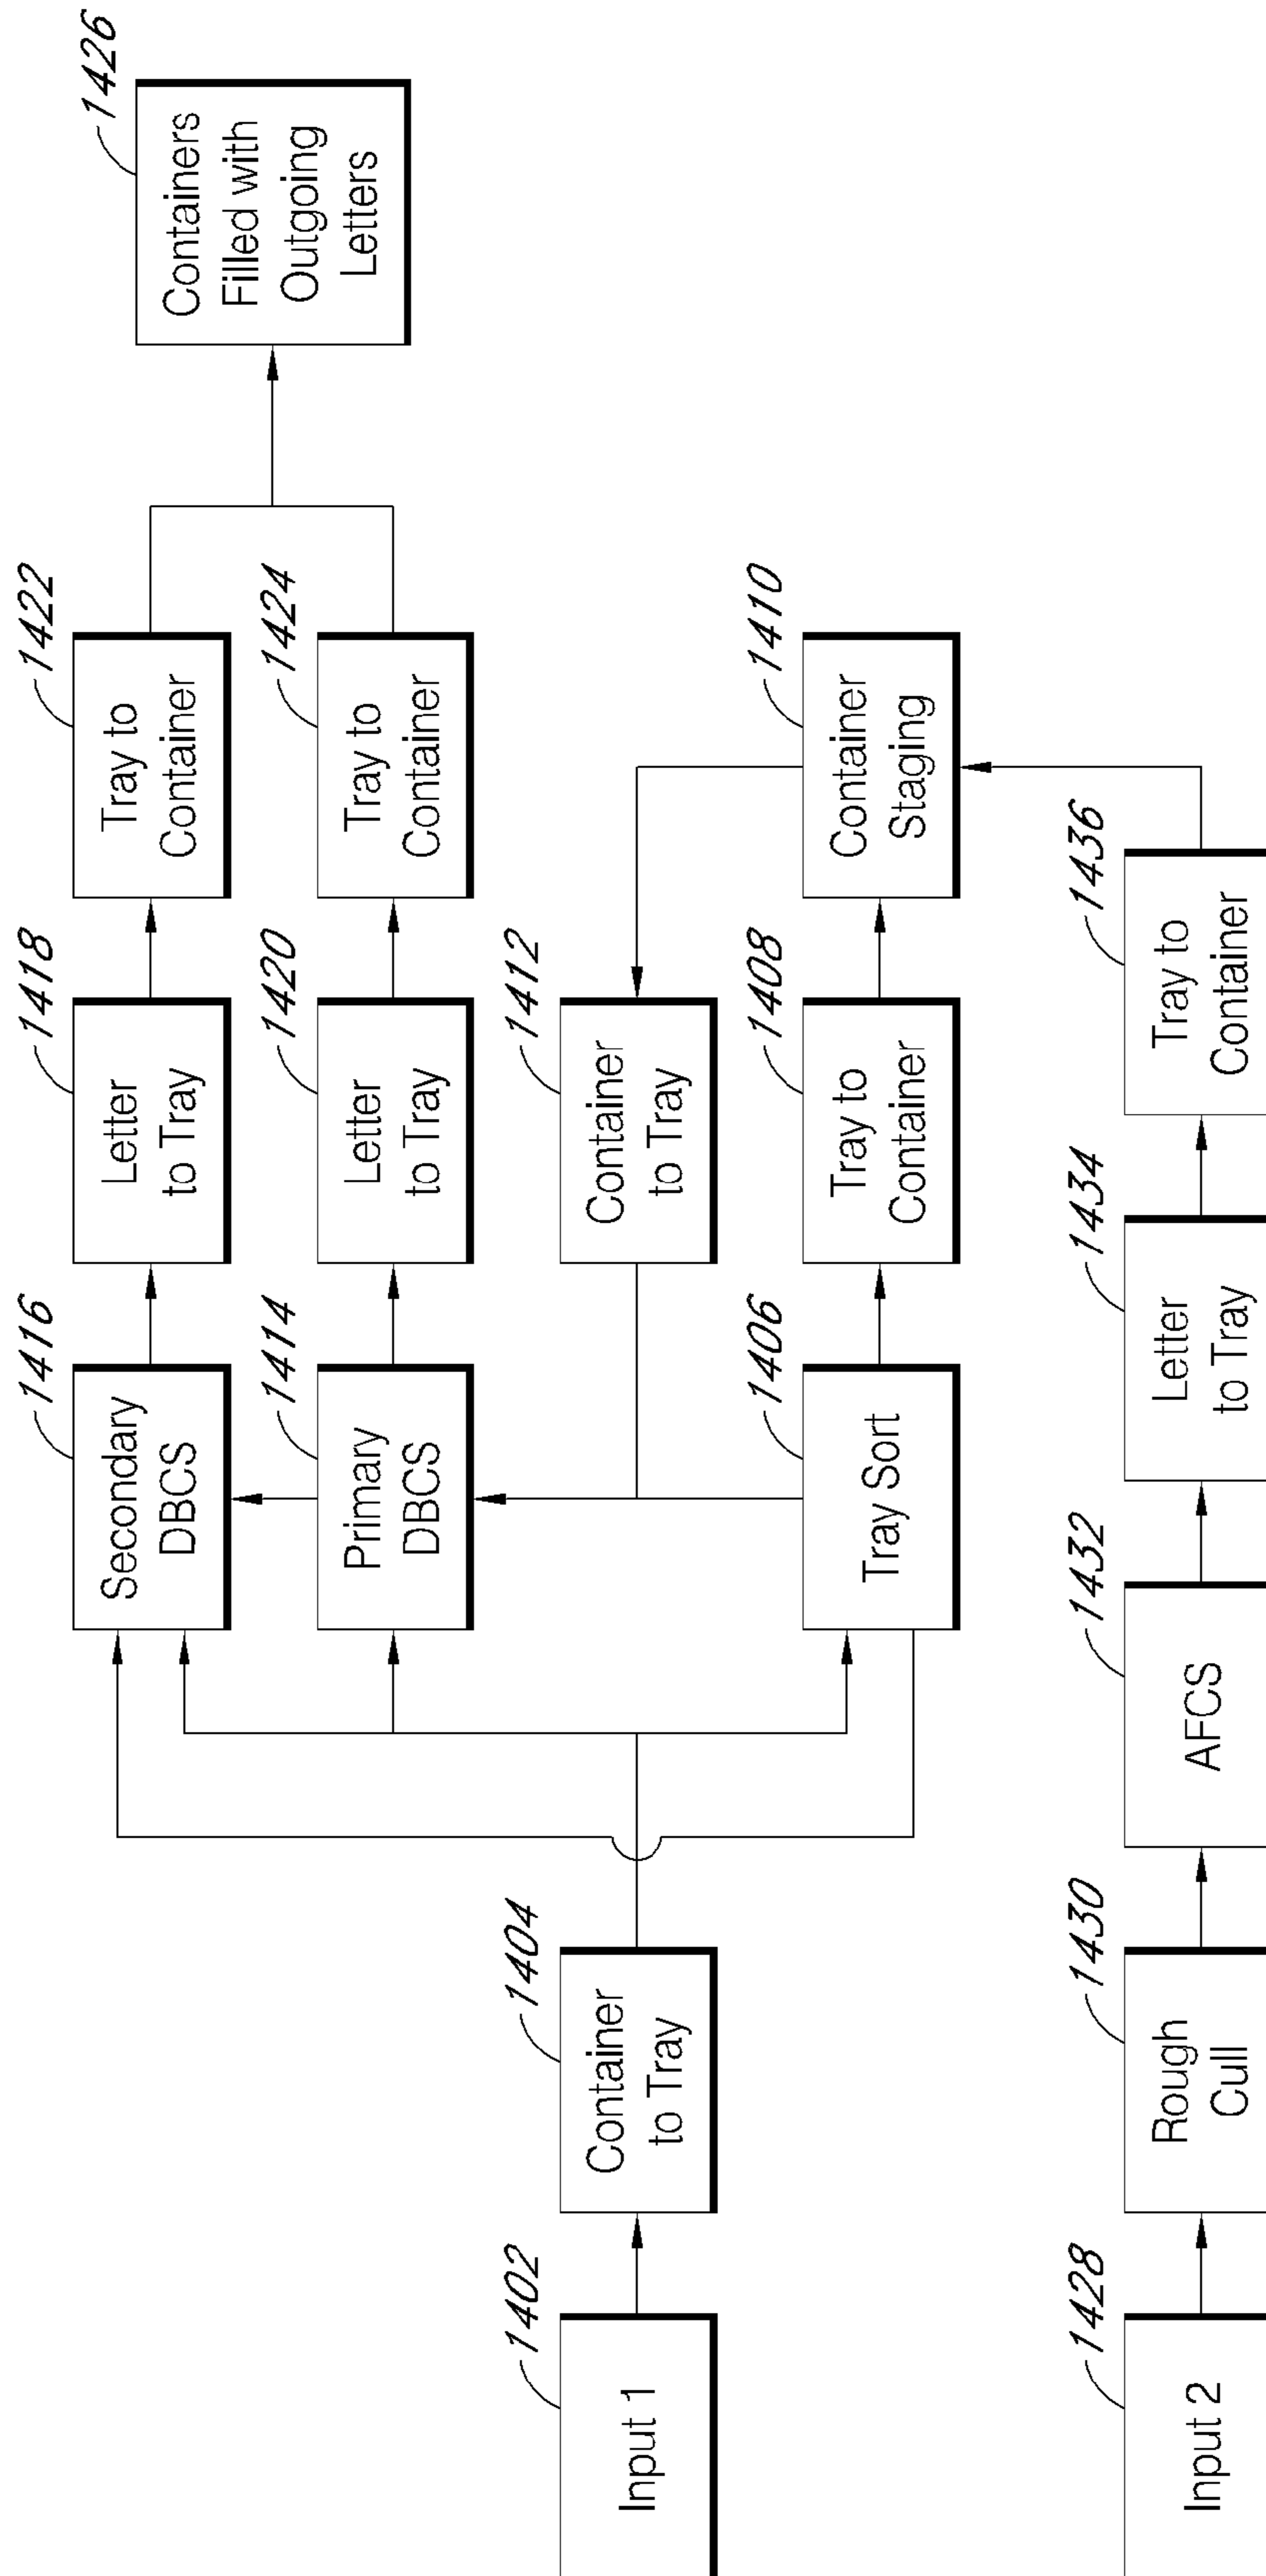 1416
Secondary
DBCS
1418
Letter
to Tray
1422
Tray to
Container
1426
Containers
Filled with
Outgoing
Letters
1414
Primary
DBCS
1420
Letter
to Tray
1424
Tray to
Container
1402
Input 1
1404
Container
to Tray
1412
Container
to Tray
1406
Tray Sort
1408
Tray to
Container
1410
Container
Staging
1428
Input 2
1430
Rough
Cull
1432
AFCS
1434
Letter
to Tray
1436
Tray to
Container